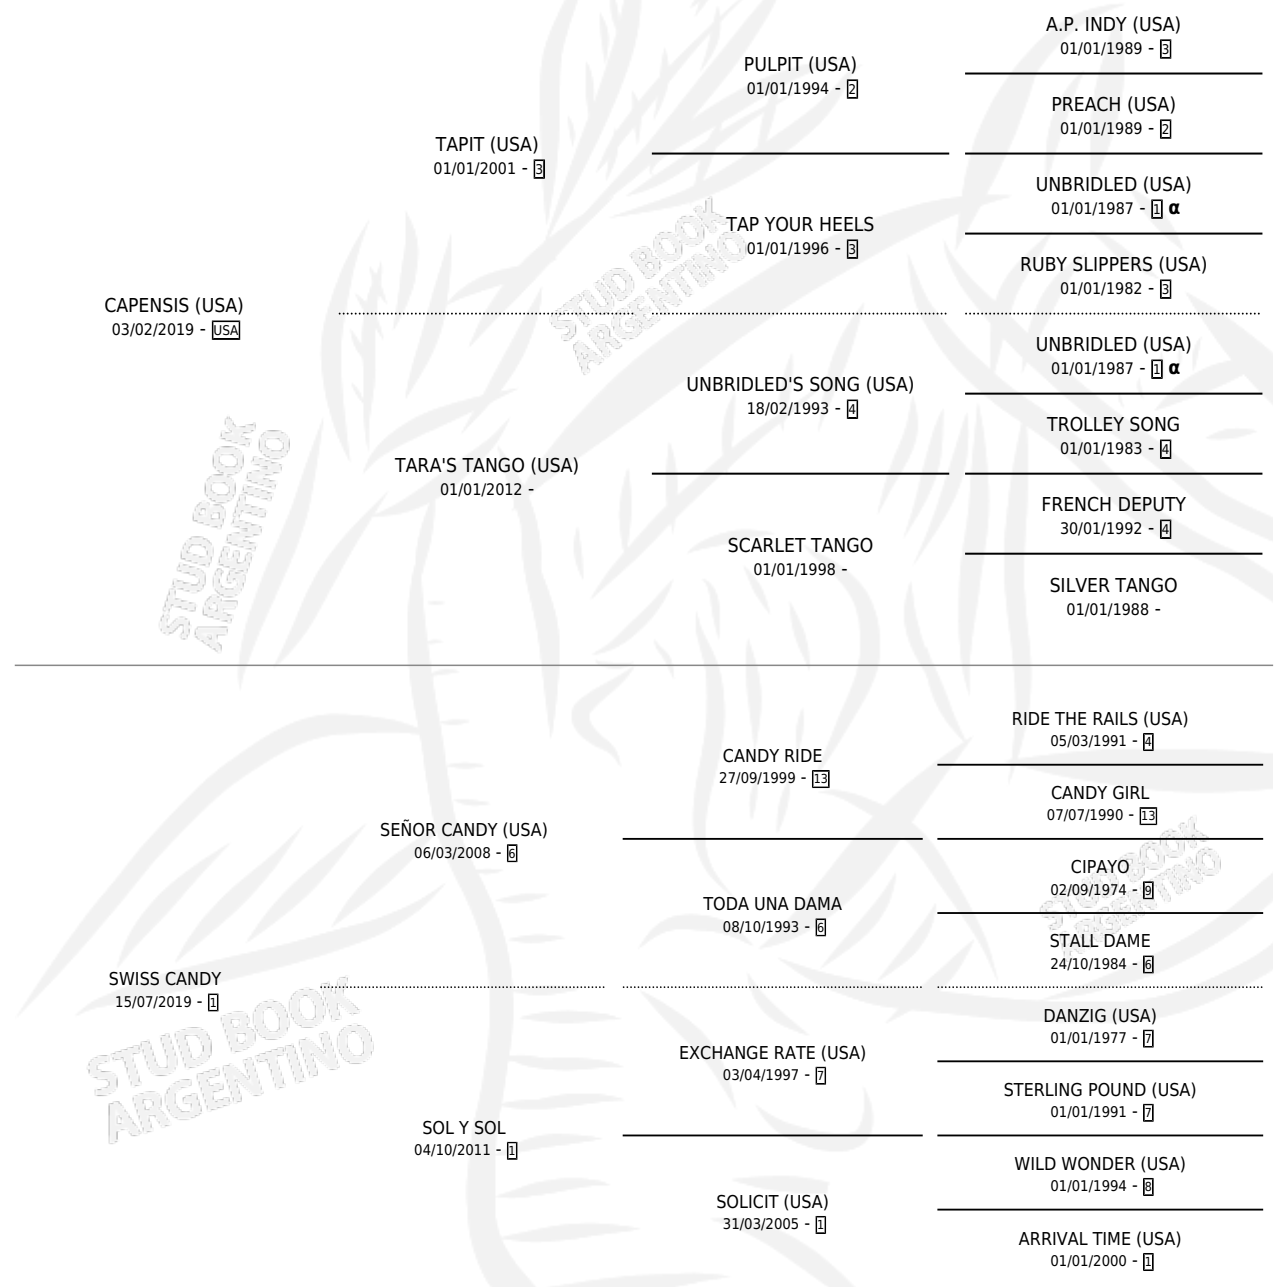 A.P. INDY (USA)
01/01/1989 - 3
PULPIT (USA)
01/01/1994 - 2
PREACH (USA)
01/01/1989 - 2
TAPIT (USA)
01/01/2001 - 3
UNBRIDLED (USA)
01/01/1987 - 1 α
TAP YOUR HEELS
01/01/1996 - 3
RUBY SLIPPERS (USA)
01/01/1982 - 3
CAPENSIS (USA)
03/02/2019 - USA
UNBRIDLED (USA)
01/01/1987 - 1 α
UNBRIDLED'S SONG (USA)
18/02/1993 - 4
TROLLEY SONG
01/01/1983 - 4
TARA'S TANGO (USA)
01/01/2012 -
FRENCH DEPUTY
30/01/1992 - 4
SCARLET TANGO
01/01/1998 -
SILVER TANGO
01/01/1988 -
RIDE THE RAILS (USA)
05/03/1991 - 4
CANDY RIDE
27/09/1999 - 13
CANDY GIRL
07/07/1990 - 13
SEÑOR CANDY (USA)
06/03/2008 - 6
CIPAYO
02/09/1974 - 9
TODA UNA DAMA
08/10/1993 - 6
STALL DAME
24/10/1984 - 6
SWISS CANDY
15/07/2019 - 1
DANZIG (USA)
01/01/1977 - 7
EXCHANGE RATE (USA)
03/04/1997 - 7
STERLING POUND (USA)
01/01/1991 - 7
SOL Y SOL
04/10/2011 - 1
WILD WONDER (USA)
01/01/1994 - 8
SOLICIT (USA)
31/03/2005 - 1
ARRIVAL TIME (USA)
01/01/2000 - 1
STUD BOOK
ARGENTINO
STUD BOOK
ARGENTINO
STUD BOOK
ARGENTINO
STUD BOOK
ARGENTINO